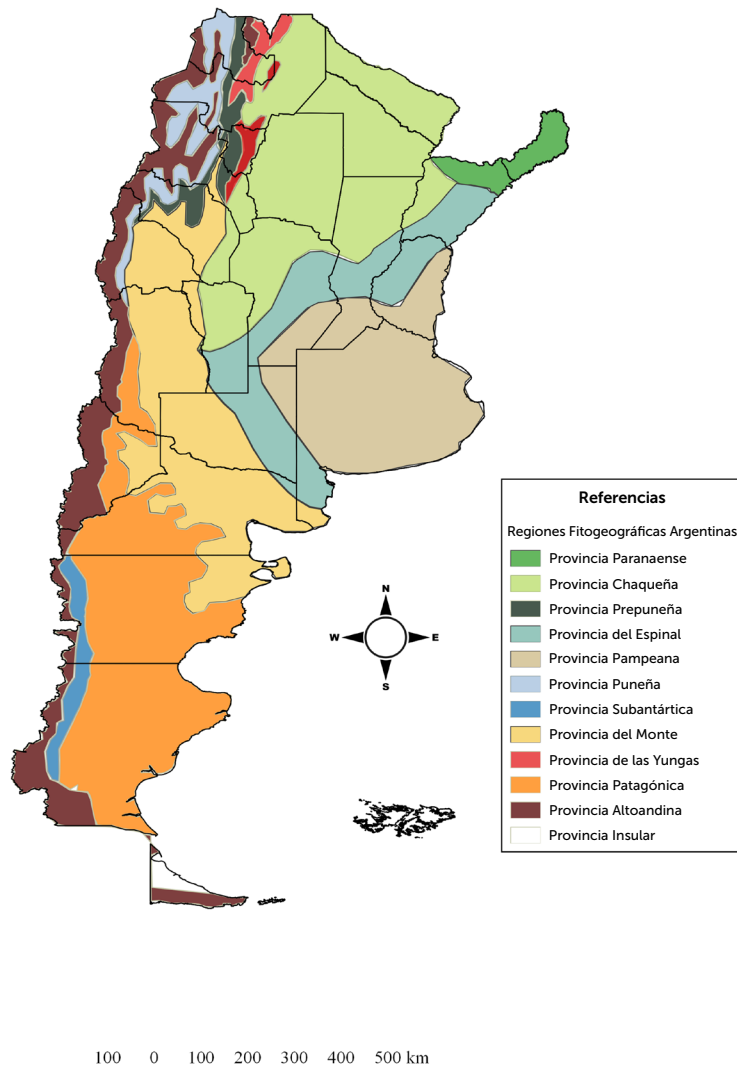 N
W E
S
Referencias
Regiones Fitogeográficas Argentinas
Provincia Paranaense
Provincia Chaqueña
Provincia Prepuneña
Provincia del Espinal
Provincia Pampeana
Provincia Puneña
Provincia Subantártica
Provincia del Monte
Provincia de las Yungas
Provincia Patagónica
Provincia Altoandina
Provincia Insular
100 0 100 200 300 400 500 km